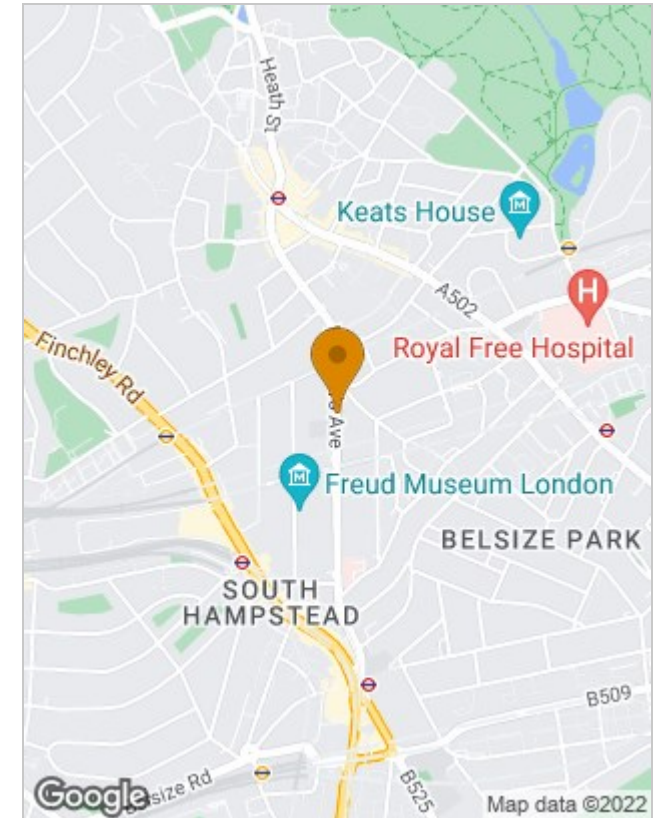 Heath St
Keats House
A502
H
Royal Free Hospital
Finchley Rd
Ave
Freud Museum London
BELSIZE PARK
SOUTH
HAMPSTEAD
B509
Belsize Rd
B525
Google
Map data ©2022